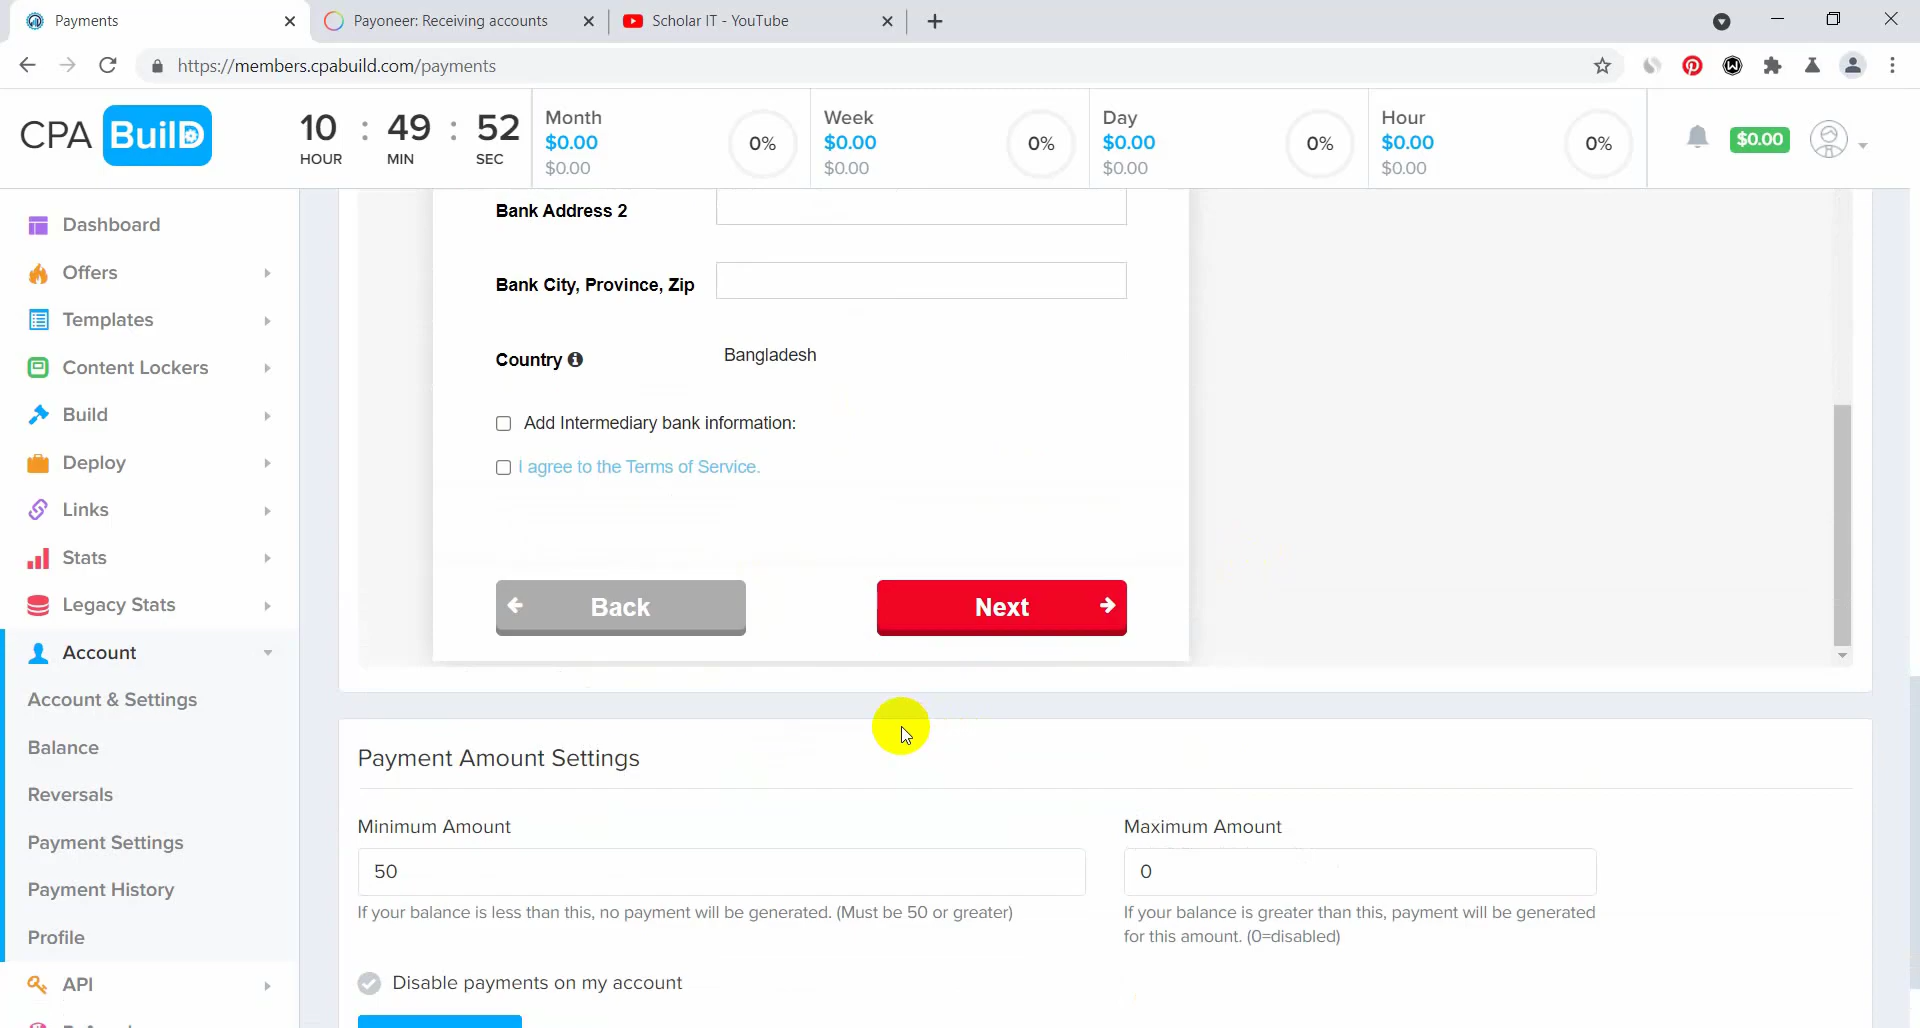 Payments
Payoneer: Receiving accounts
Scholar IT - YouTube
https://members.cpabuild.com/payments
CPA BuilD
10 : 49 : 52
HOUR MIN SEC
Month
$0.00
$0.00
0%
Week
$0.00
$0.00
0%
Day
$0.00
$0.00
0%
Hour
$0.00
$0.00
0%
$0.00
Dashboard
Offers
Templates
Content Lockers
Build
Deploy
Links
Stats
Legacy Stats
Account
Account & Settings
Balance
Reversals
Payment Settings
Payment History
Profile
API
Bank Address 2
Bank City, Province, Zip
Country
Bangladesh
Add Intermediary bank information:
I agree to the Terms of Service.
Back
Next
Payment Amount Settings
Minimum Amount
50
If your balance is less than this, no payment will be generated. (Must be 50 or greater)
Maximum Amount
0
If your balance is greater than this, payment will be generated
for this amount. (0=disabled)
Disable payments on my account